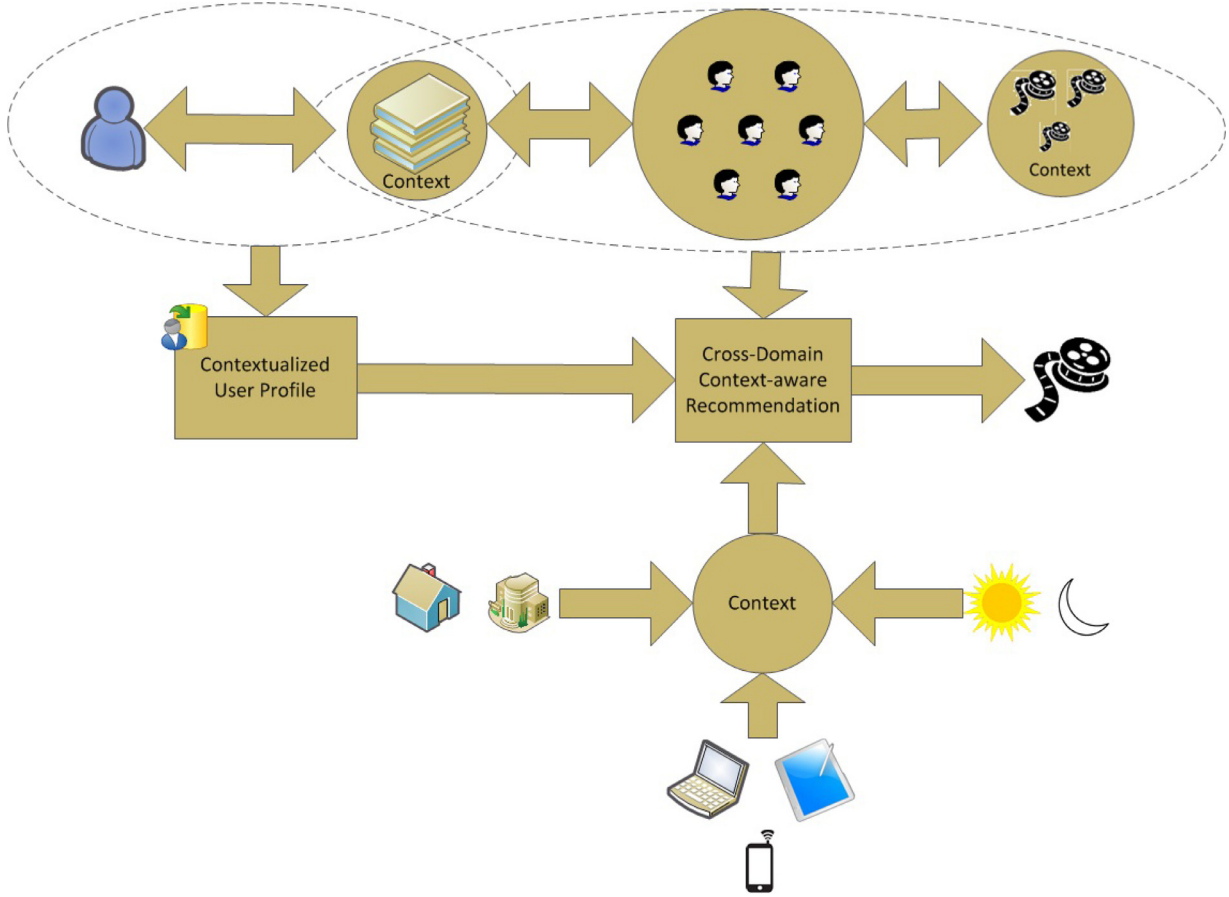 Context
Context
Contextualized
User Profile
Cross-Domain
Context-aware
Recommendation
Context